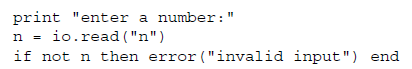 print "enter a number:"
n = io.read("n")
if not n then error("invalid input") end